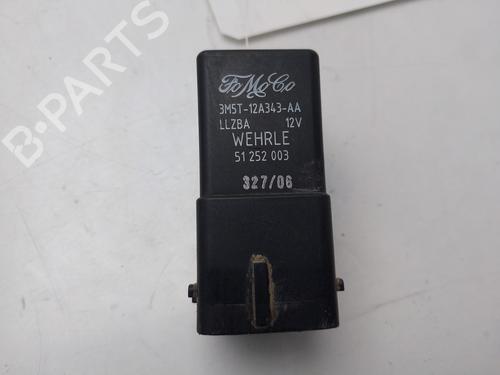 FoMoCo
3M5T-12A343-AA
LLZBA 12V
WEHRLE
51 252 003
327/06
B-PARTS